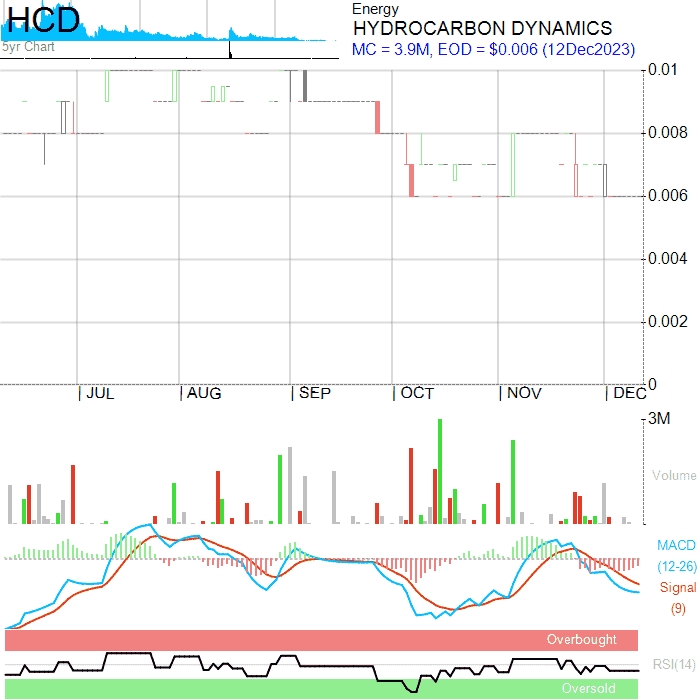 HCD
5yr Chart
Energy
HYDROCARBON DYNAMICS
MC = 3.9M, EOD = $0.006 (12Dec2023)
0.01
0.008
0.006
0.004
0.002
0
| JUL | AUG | SEP | OCT | NOV | DEC
3M
Volume
MACD
(12-26)
Signal
(9)
Overbought
RSI(14)
Oversold